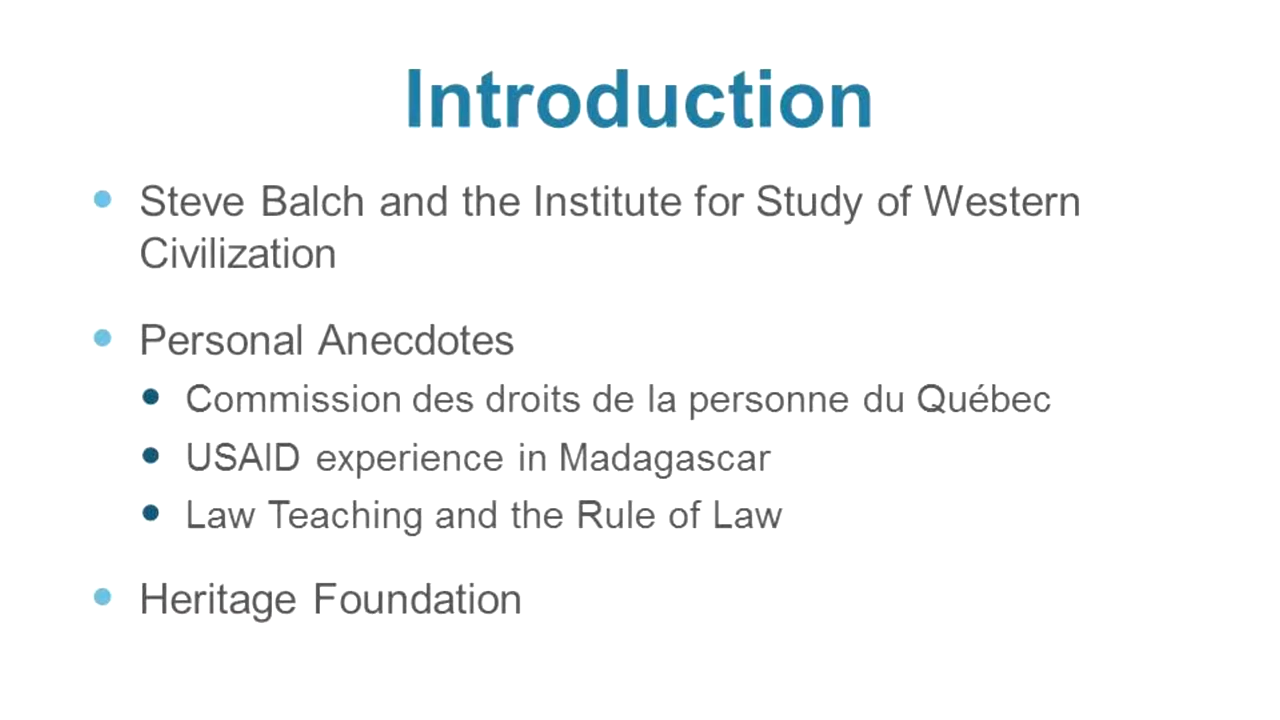 Introduction
Steve Balch and the Institute for Study of Western
Civilization
Personal Anecdotes
Commission des droits de la personne du Québec
USAID experience in Madagascar
Law Teaching and the Rule of Law
Heritage Foundation